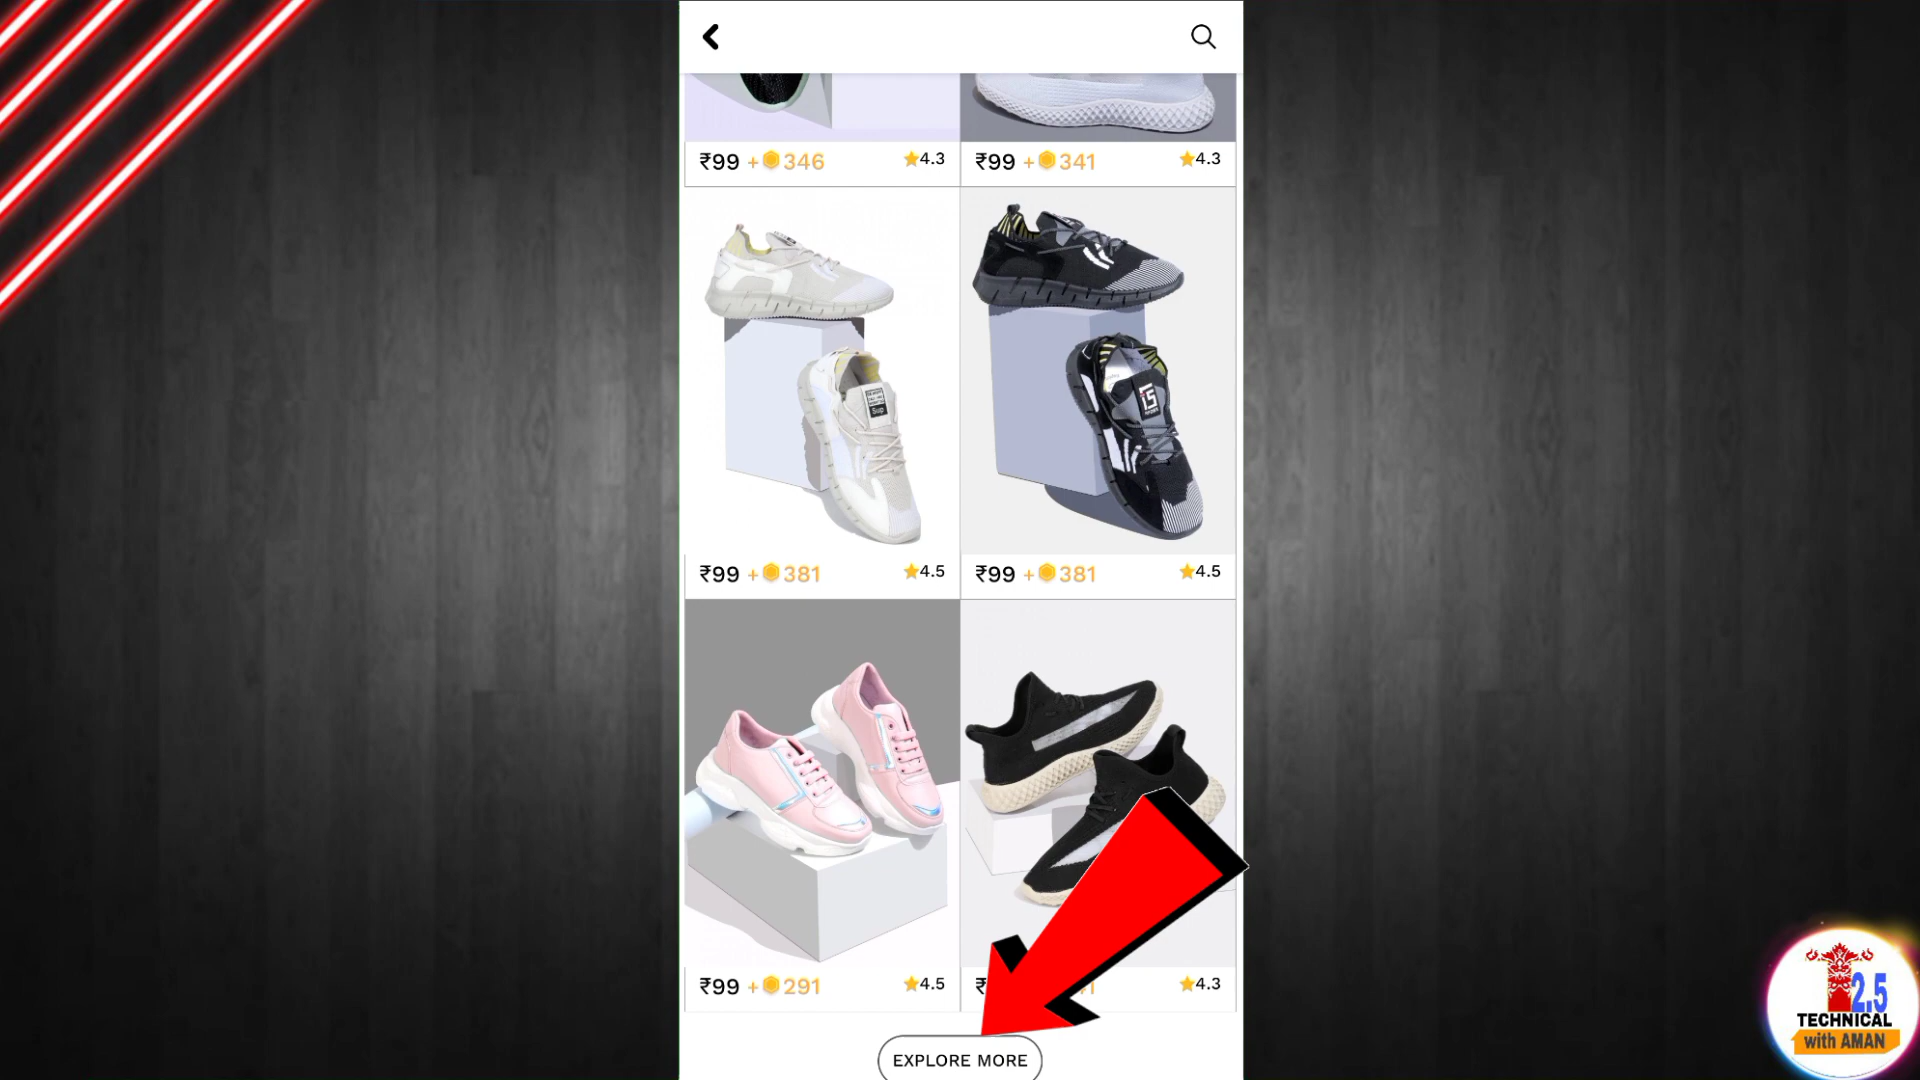 ₹99 + 346 4.3
₹99 + 341 4.3
₹99 + 381 4.5
₹99 + 381 4.5
₹99 + 291 4.5
4.3
EXPLORE MORE
2.5
TECHNICAL
with AMAN